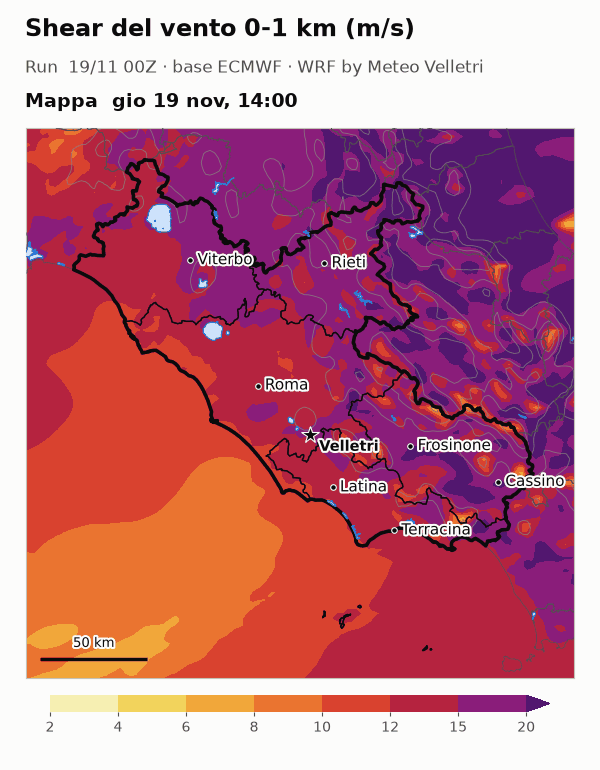 Shear del vento 0-1 km (m/s)
Run  19/11 00Z · base ECMWF · WRF by Meteo Velletri
Mappa  gio 19 nov, 14:00
Viterbo
Rieti
Roma
Velletri
Frosinone
Cassino
Latina
Terracina
50 km
2 4 6 8 10 12 15 20